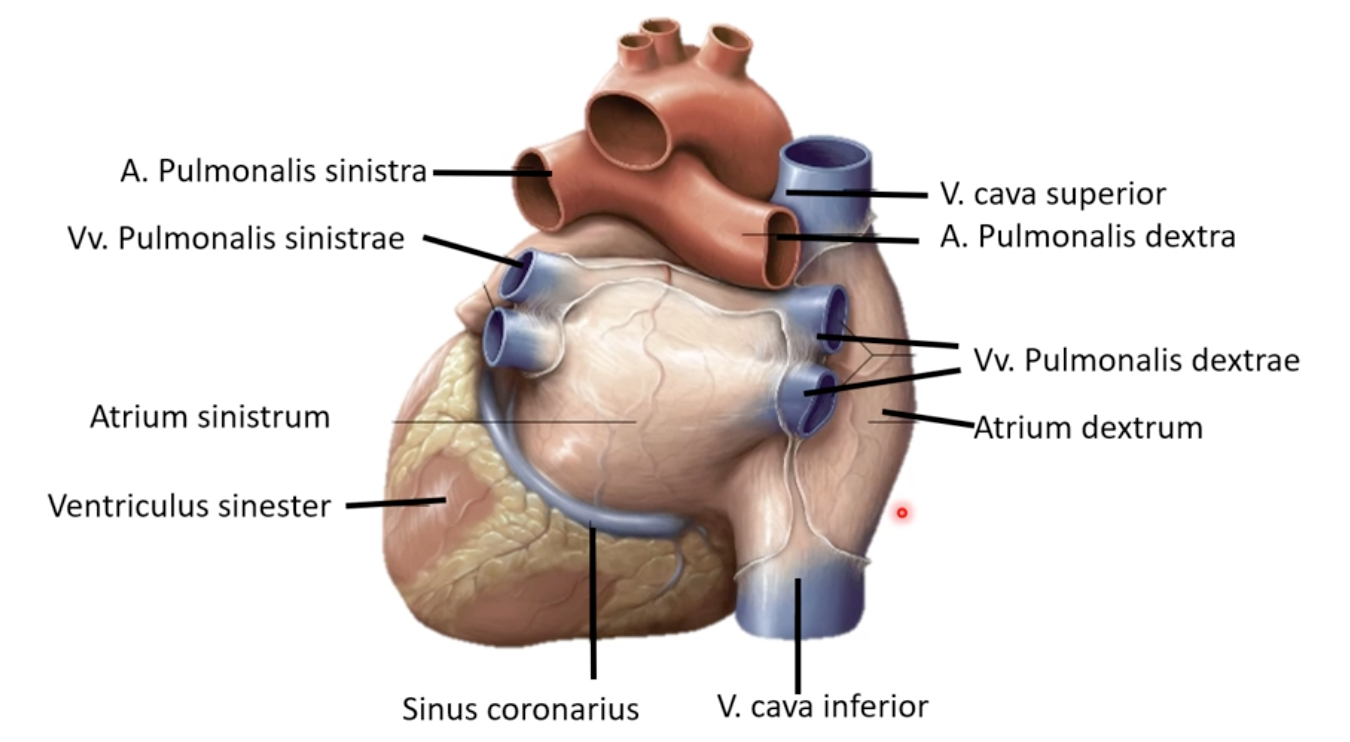 A. Pulmonalis sinistra
V. cava superior
Vv. Pulmonalis sinistrae
A. Pulmonalis dextra
Vv. Pulmonalis dextrae
Atrium sinistrum
Atrium dextrum
Ventriculus sinester
Sinus coronarius
V. cava inferior